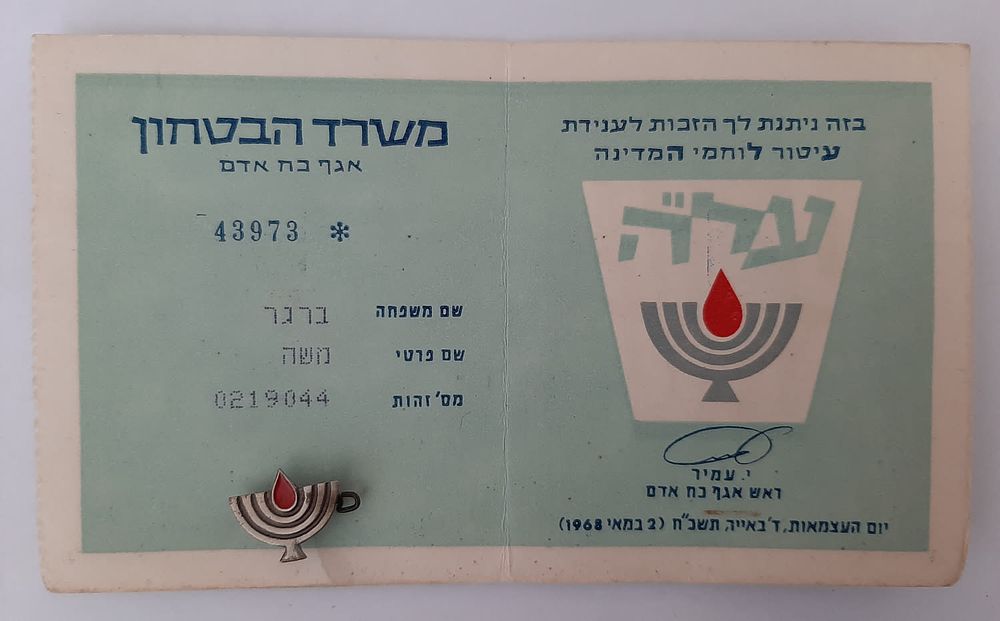 בזה ניתנת לך הזכות לענידת
עיטור לוחמי המדינה
עלה
י. עמיר
ראש אגף כח אדם
יום העצמאות, ד' באייר, תשכ"ח (2 במאי 1968)
משרד הבטחון
אגף כח אדם
43973 *
שם משפחה ברגר
שם פרטי משה
מס' זהות 0219044